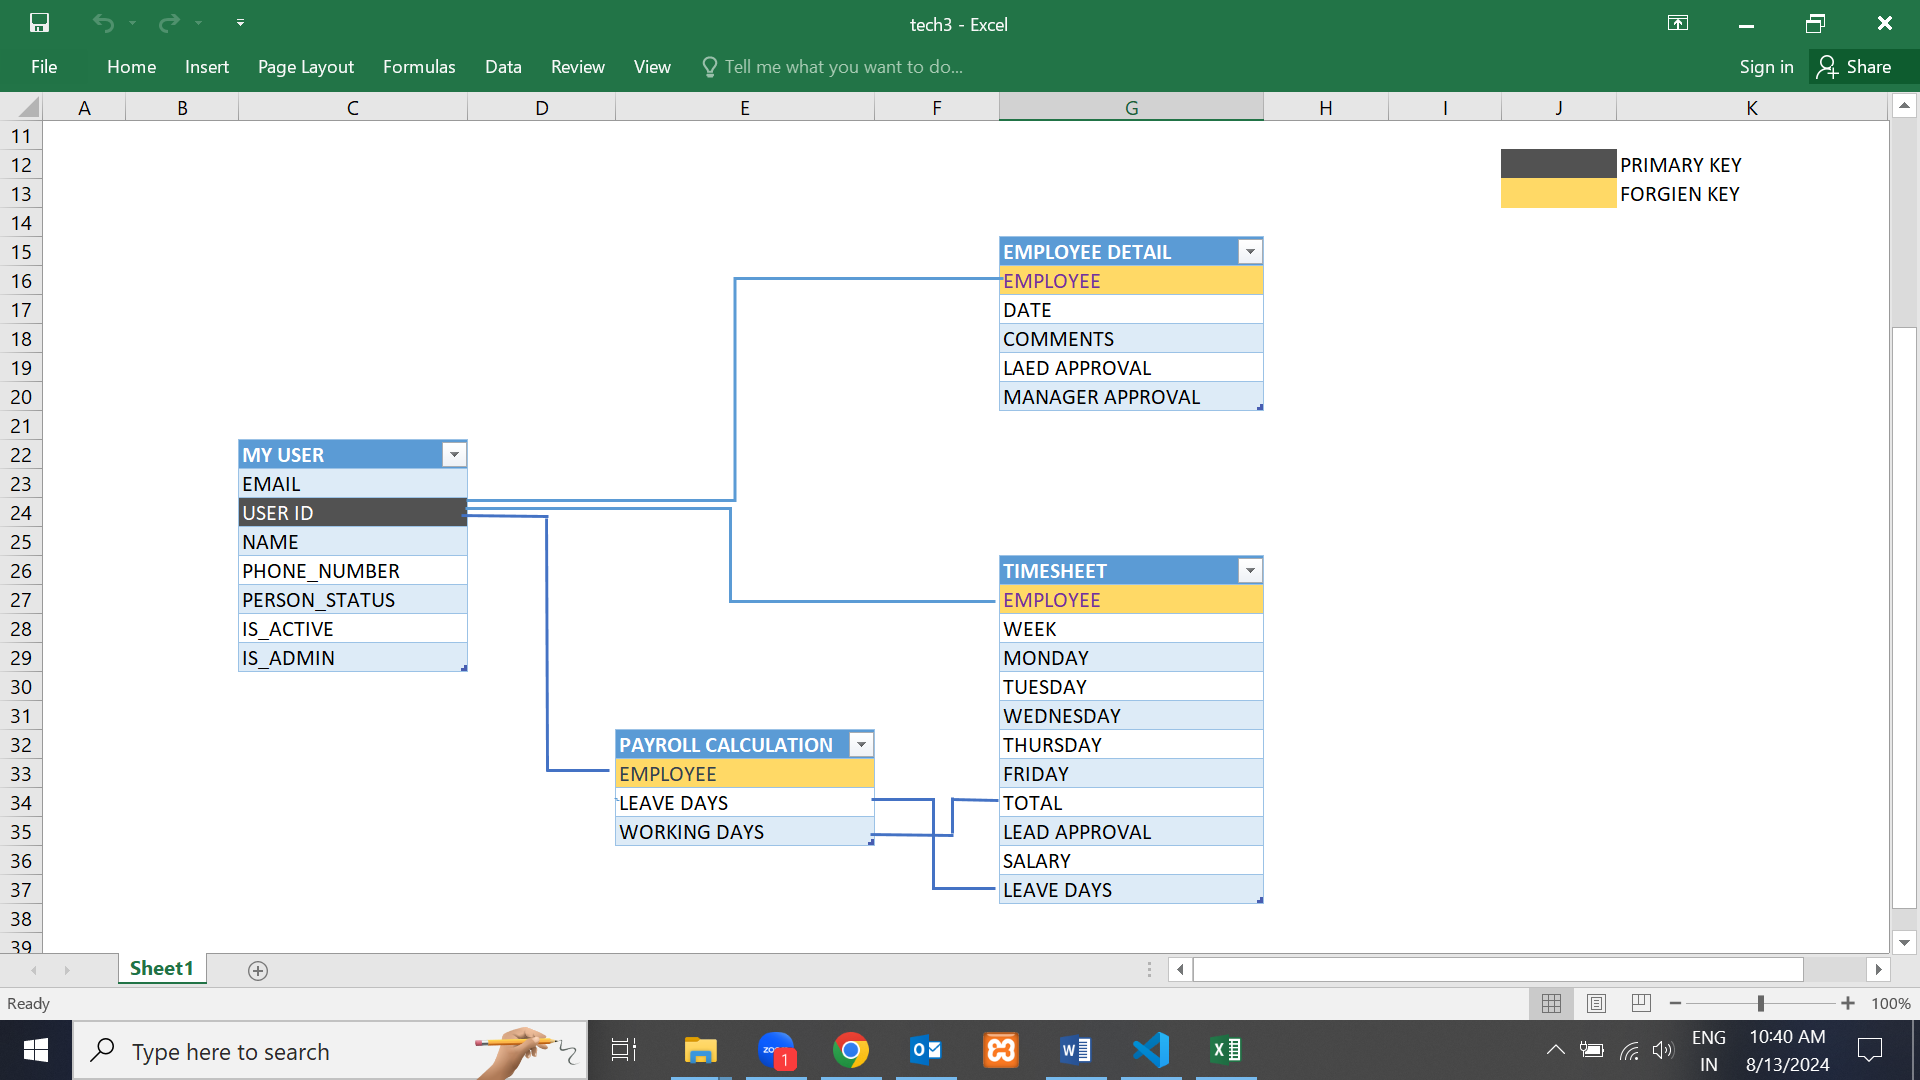 tech3 - Excel
File Home Insert Page Layout Formulas Data Review View Tell me what you want to do... Sign in Share
A B C D E F G H I J K
11
12 PRIMARY KEY
13 FORGIEN KEY
14
15 EMPLOYEE DETAIL
16 EMPLOYEE
17 DATE
18 COMMENTS
19 LAED APPROVAL
20 MANAGER APPROVAL
21
22 MY USER
23 EMAIL
24 USER ID
25 NAME
26 PHONE_NUMBER TIMESHEET
27 PERSON_STATUS EMPLOYEE
28 IS_ACTIVE WEEK
29 IS_ADMIN MONDAY
30 TUESDAY
31 WEDNESDAY
32 PAYROLL CALCULATION THURSDAY
33 EMPLOYEE FRIDAY
34 LEAVE DAYS TOTAL
35 WORKING DAYS LEAD APPROVAL
36 SALARY
37 LEAVE DAYS
38
39
Sheet1
Ready 100%
Type here to search zoo 1 ENG 10:40 AM
IN 8/13/2024